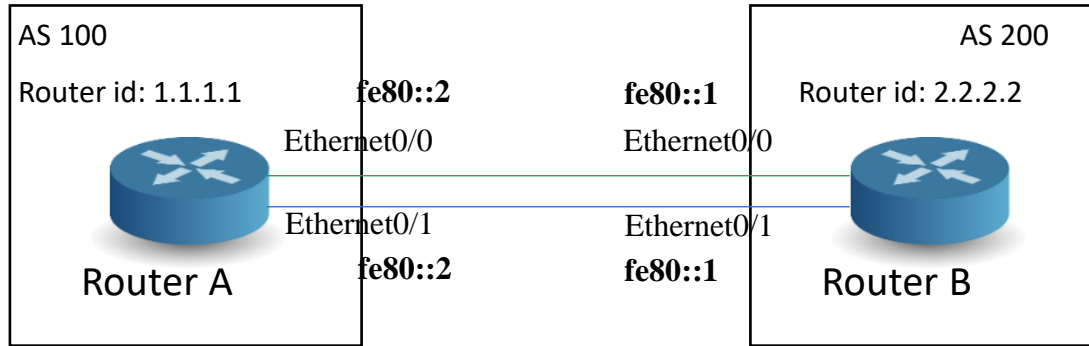 AS 100
AS 200
Router id: 1.1.1.1
fe80::2
fe80::1
Router id: 2.2.2.2
Ethernet0/0
Ethernet0/0
Ethernet0/1
Ethernet0/1
fe80::2
fe80::1
Router A
Router B